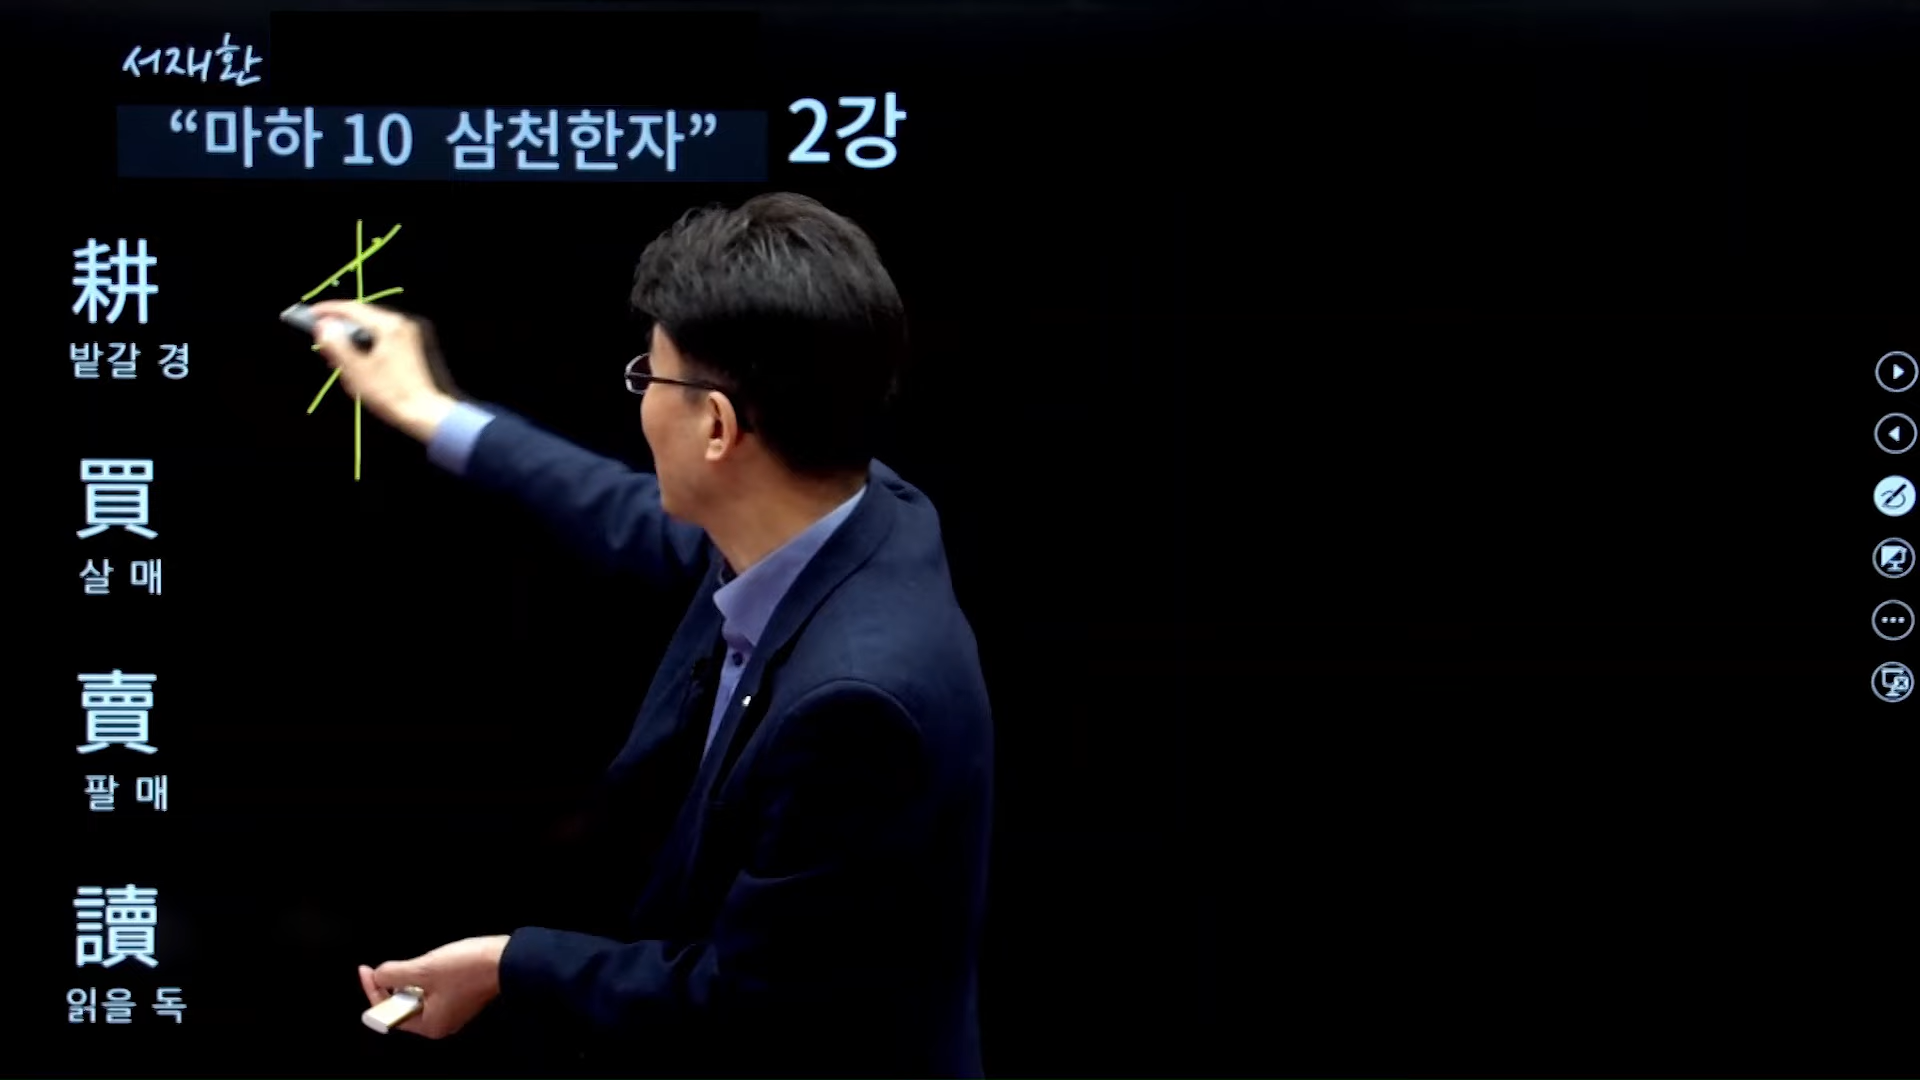 서재환
“마하 10 삼천한자” 2강
耕
밭갈 경
買
살 매
賣
팔 매
讀
읽을 독